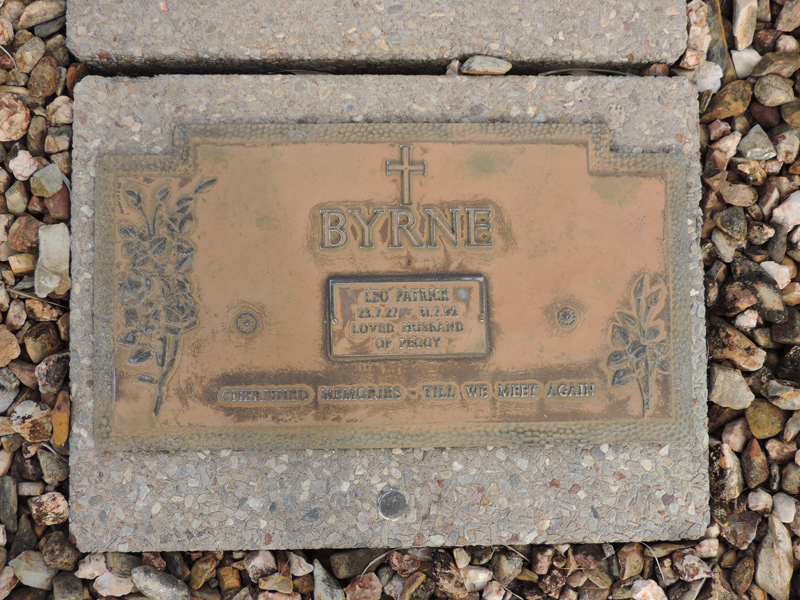 BYRNE
LEO PATRICK
LOVED HUSBAND
OF PEGGY
CHERISHED MEMORIES - TILL WE MEET AGAIN